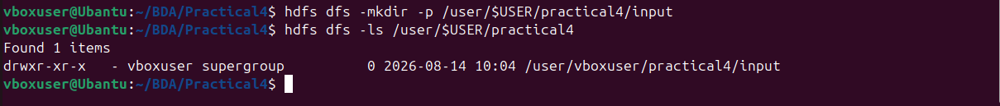 vboxuser@Ubantu:~/BDA/Practical4$ hdfs dfs -mkdir -p /user/$USER/practical4/input
vboxuser@Ubantu:~/BDA/Practical4$ hdfs dfs -ls /user/$USER/practical4
Found 1 items
drwxr-xr-x   - vboxuser supergroup          0 2026-08-14 10:04 /user/vboxuser/practical4/input
vboxuser@Ubantu:~/BDA/Practical4$